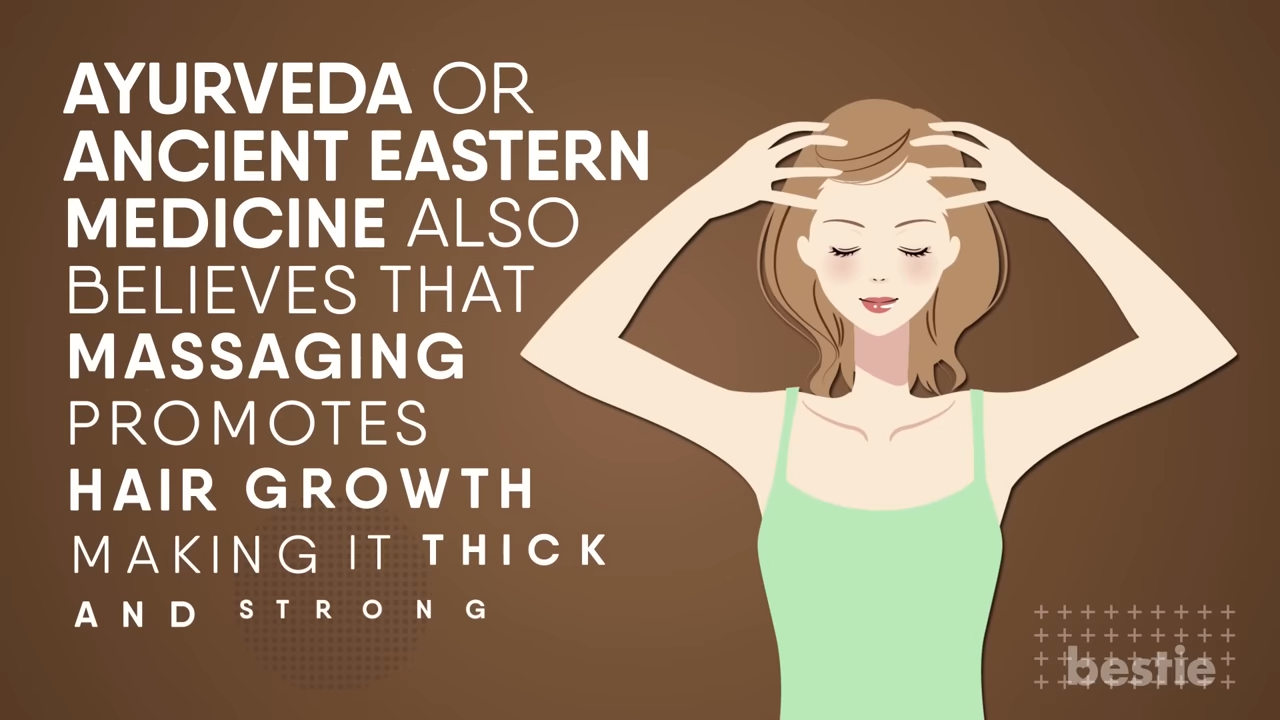 AYURVEDA OR
ANCIENT EASTERN
MEDICINE ALSO
BELIEVES THAT
MASSAGING
PROMOTES
HAIR GROWTH
MAKING IT THICK
AND STRONG
bestie